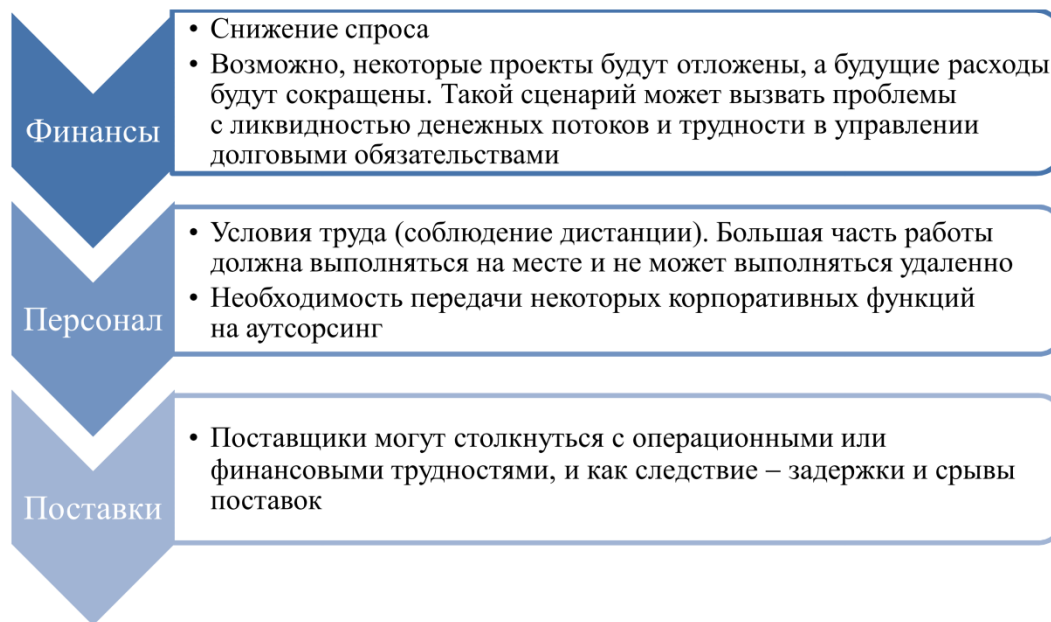 Финансы
• Снижение спроса
• Возможно, некоторые проекты будут отложены, а будущие расходы
будут сокращены. Такой сценарий может вызвать проблемы
с ликвидностью денежных потоков и трудности в управлении
долговыми обязательствами
Персонал
• Условия труда (соблюдение дистанции). Большая часть работы
должна выполняться на месте и не может выполняться удаленно
• Необходимость передачи некоторых корпоративных функций
на аутсорсинг
Поставки
• Поставщики могут столкнуться с операционными или
финансовыми трудностями, и как следствие – задержки и срывы
поставок